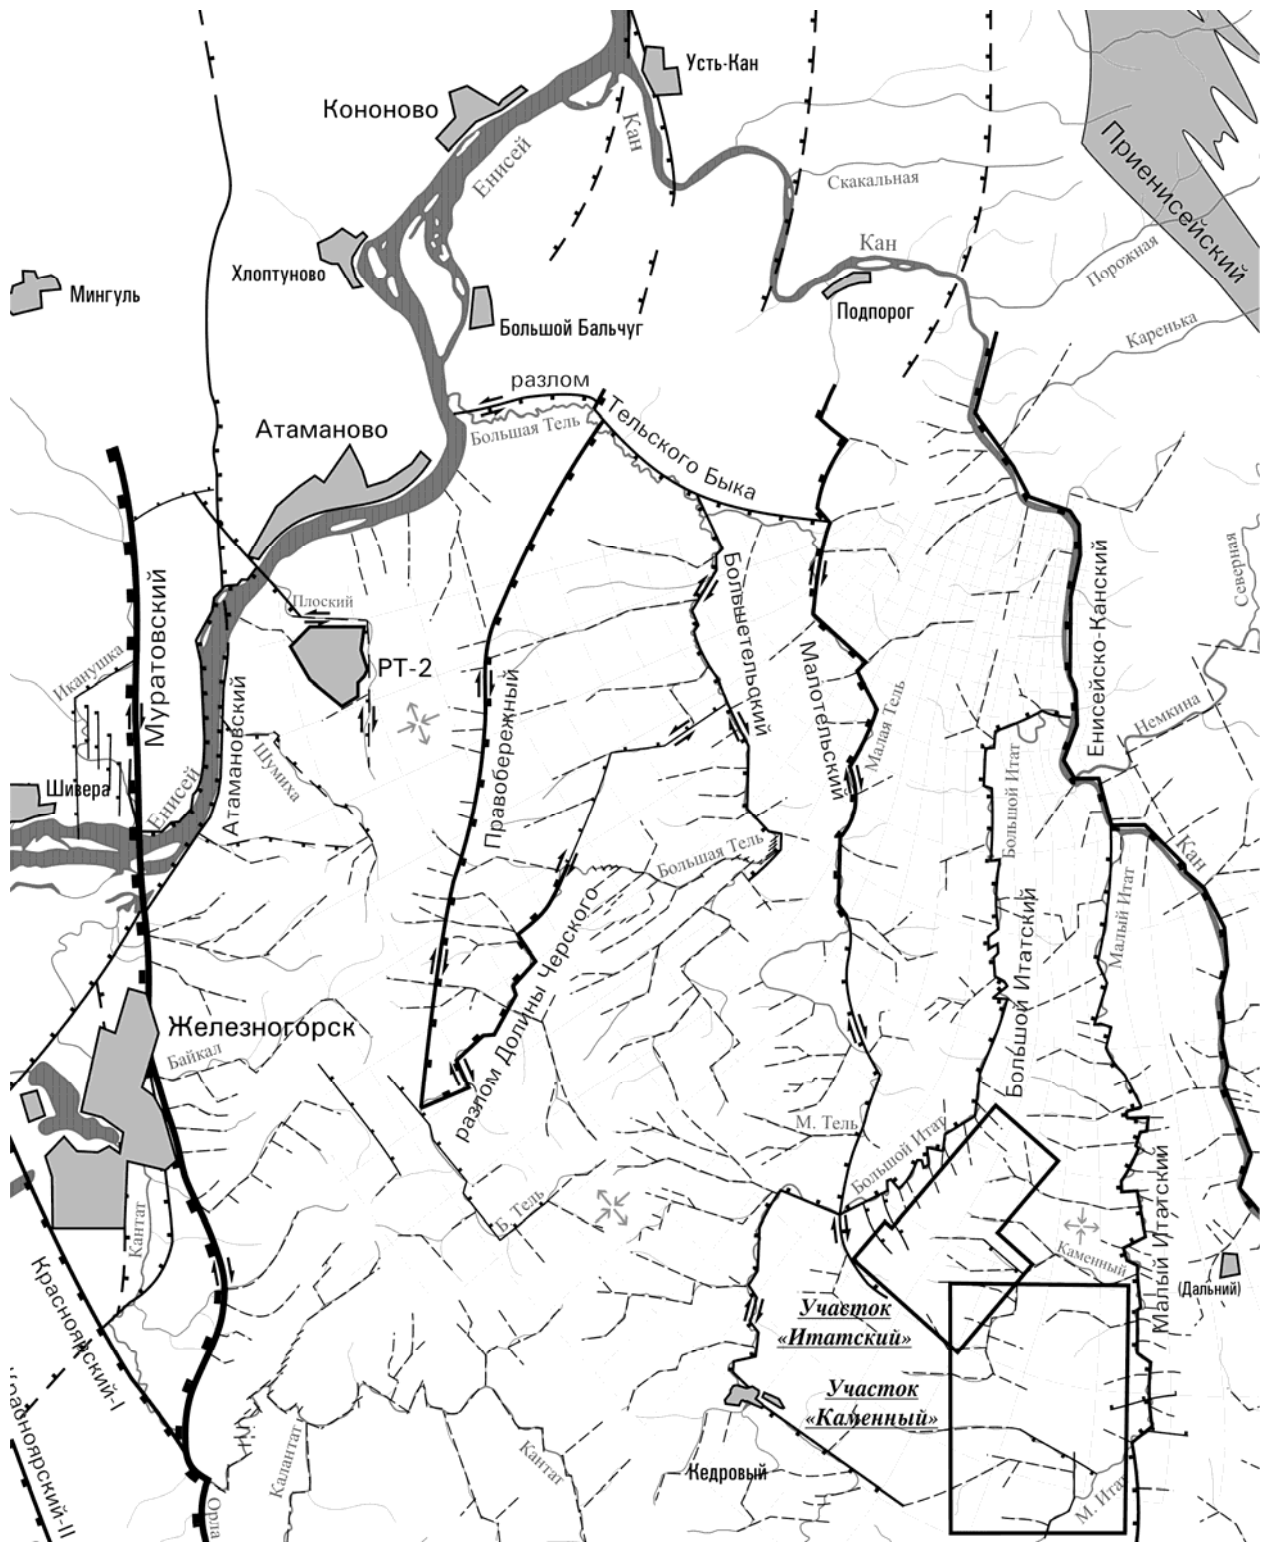 Усть-Кан
Кононово
Енисей
Кан
Скакальная
Приенисейский
Кан
Порожная
Хлоптуново
Мингуль
Большой Бальчуг
Подпорог
Каренька
разлом
Тельского Быка
Большая Тель
Атаманово
Муратовский
Плоский
РТ-2
Иканушка
Атамановский
Шумиха
Шивера
Енисей
Правобережный
Большетельский
Малотельский
Малая Тель
Енисейско-Канский
Северная
Немкина
Большой Итат
Большая Тель
Кан
Малый Итат
Большой Итатский
разлом Долины Черского
Железногорск
Байкал
М. Тель
Большой Итат
Б. Тель
Малый Итатский
Каменный
(Дальний)
Кантат
Красноярский-I
Участок
«Итатский»
Участок
«Каменный»
Красноярский-II
Калантат
Кантат
Кедровый
М. Итат
Орла